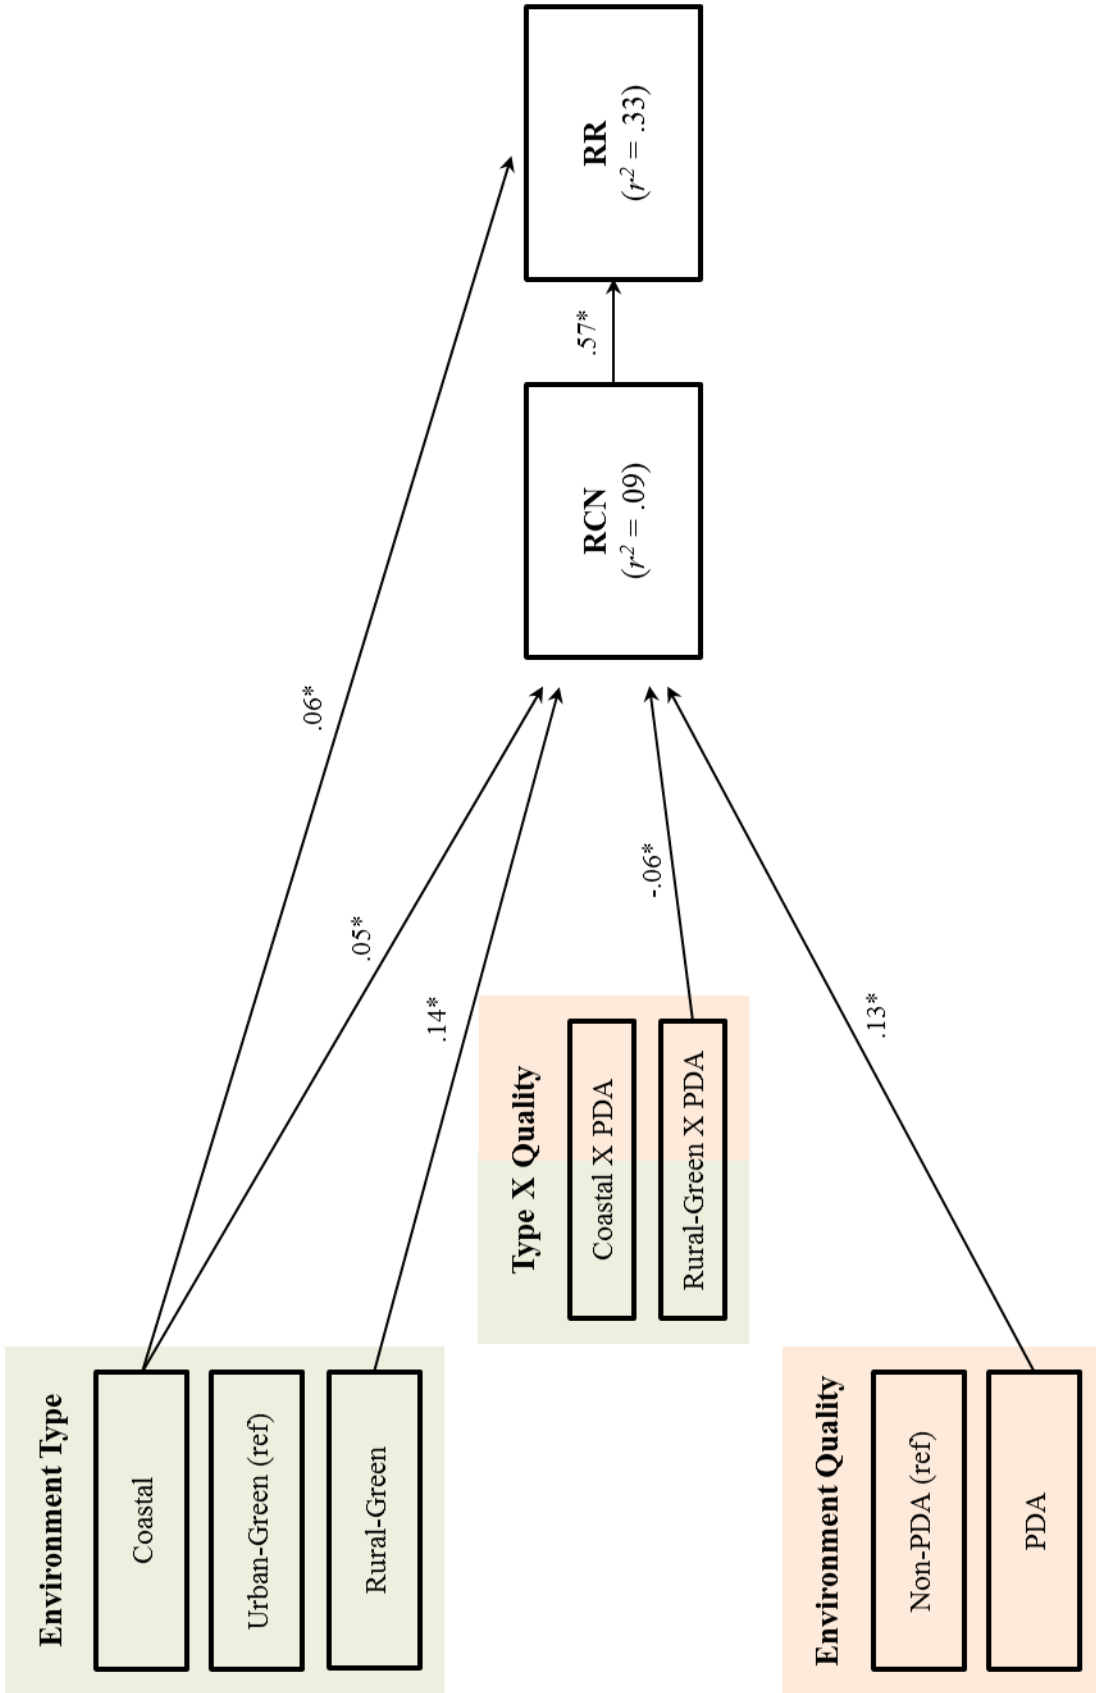 Environment Type
Coastal
Urban-Green (ref)
Rural-Green
Type X Quality
Coastal X PDA
Rural-Green X PDA
Environment Quality
Non-PDA (ref)
PDA
.06*
.05*
.14*
-.06*
.13*
RCN
(r² = .09)
.57*
RR
(r² = .33)